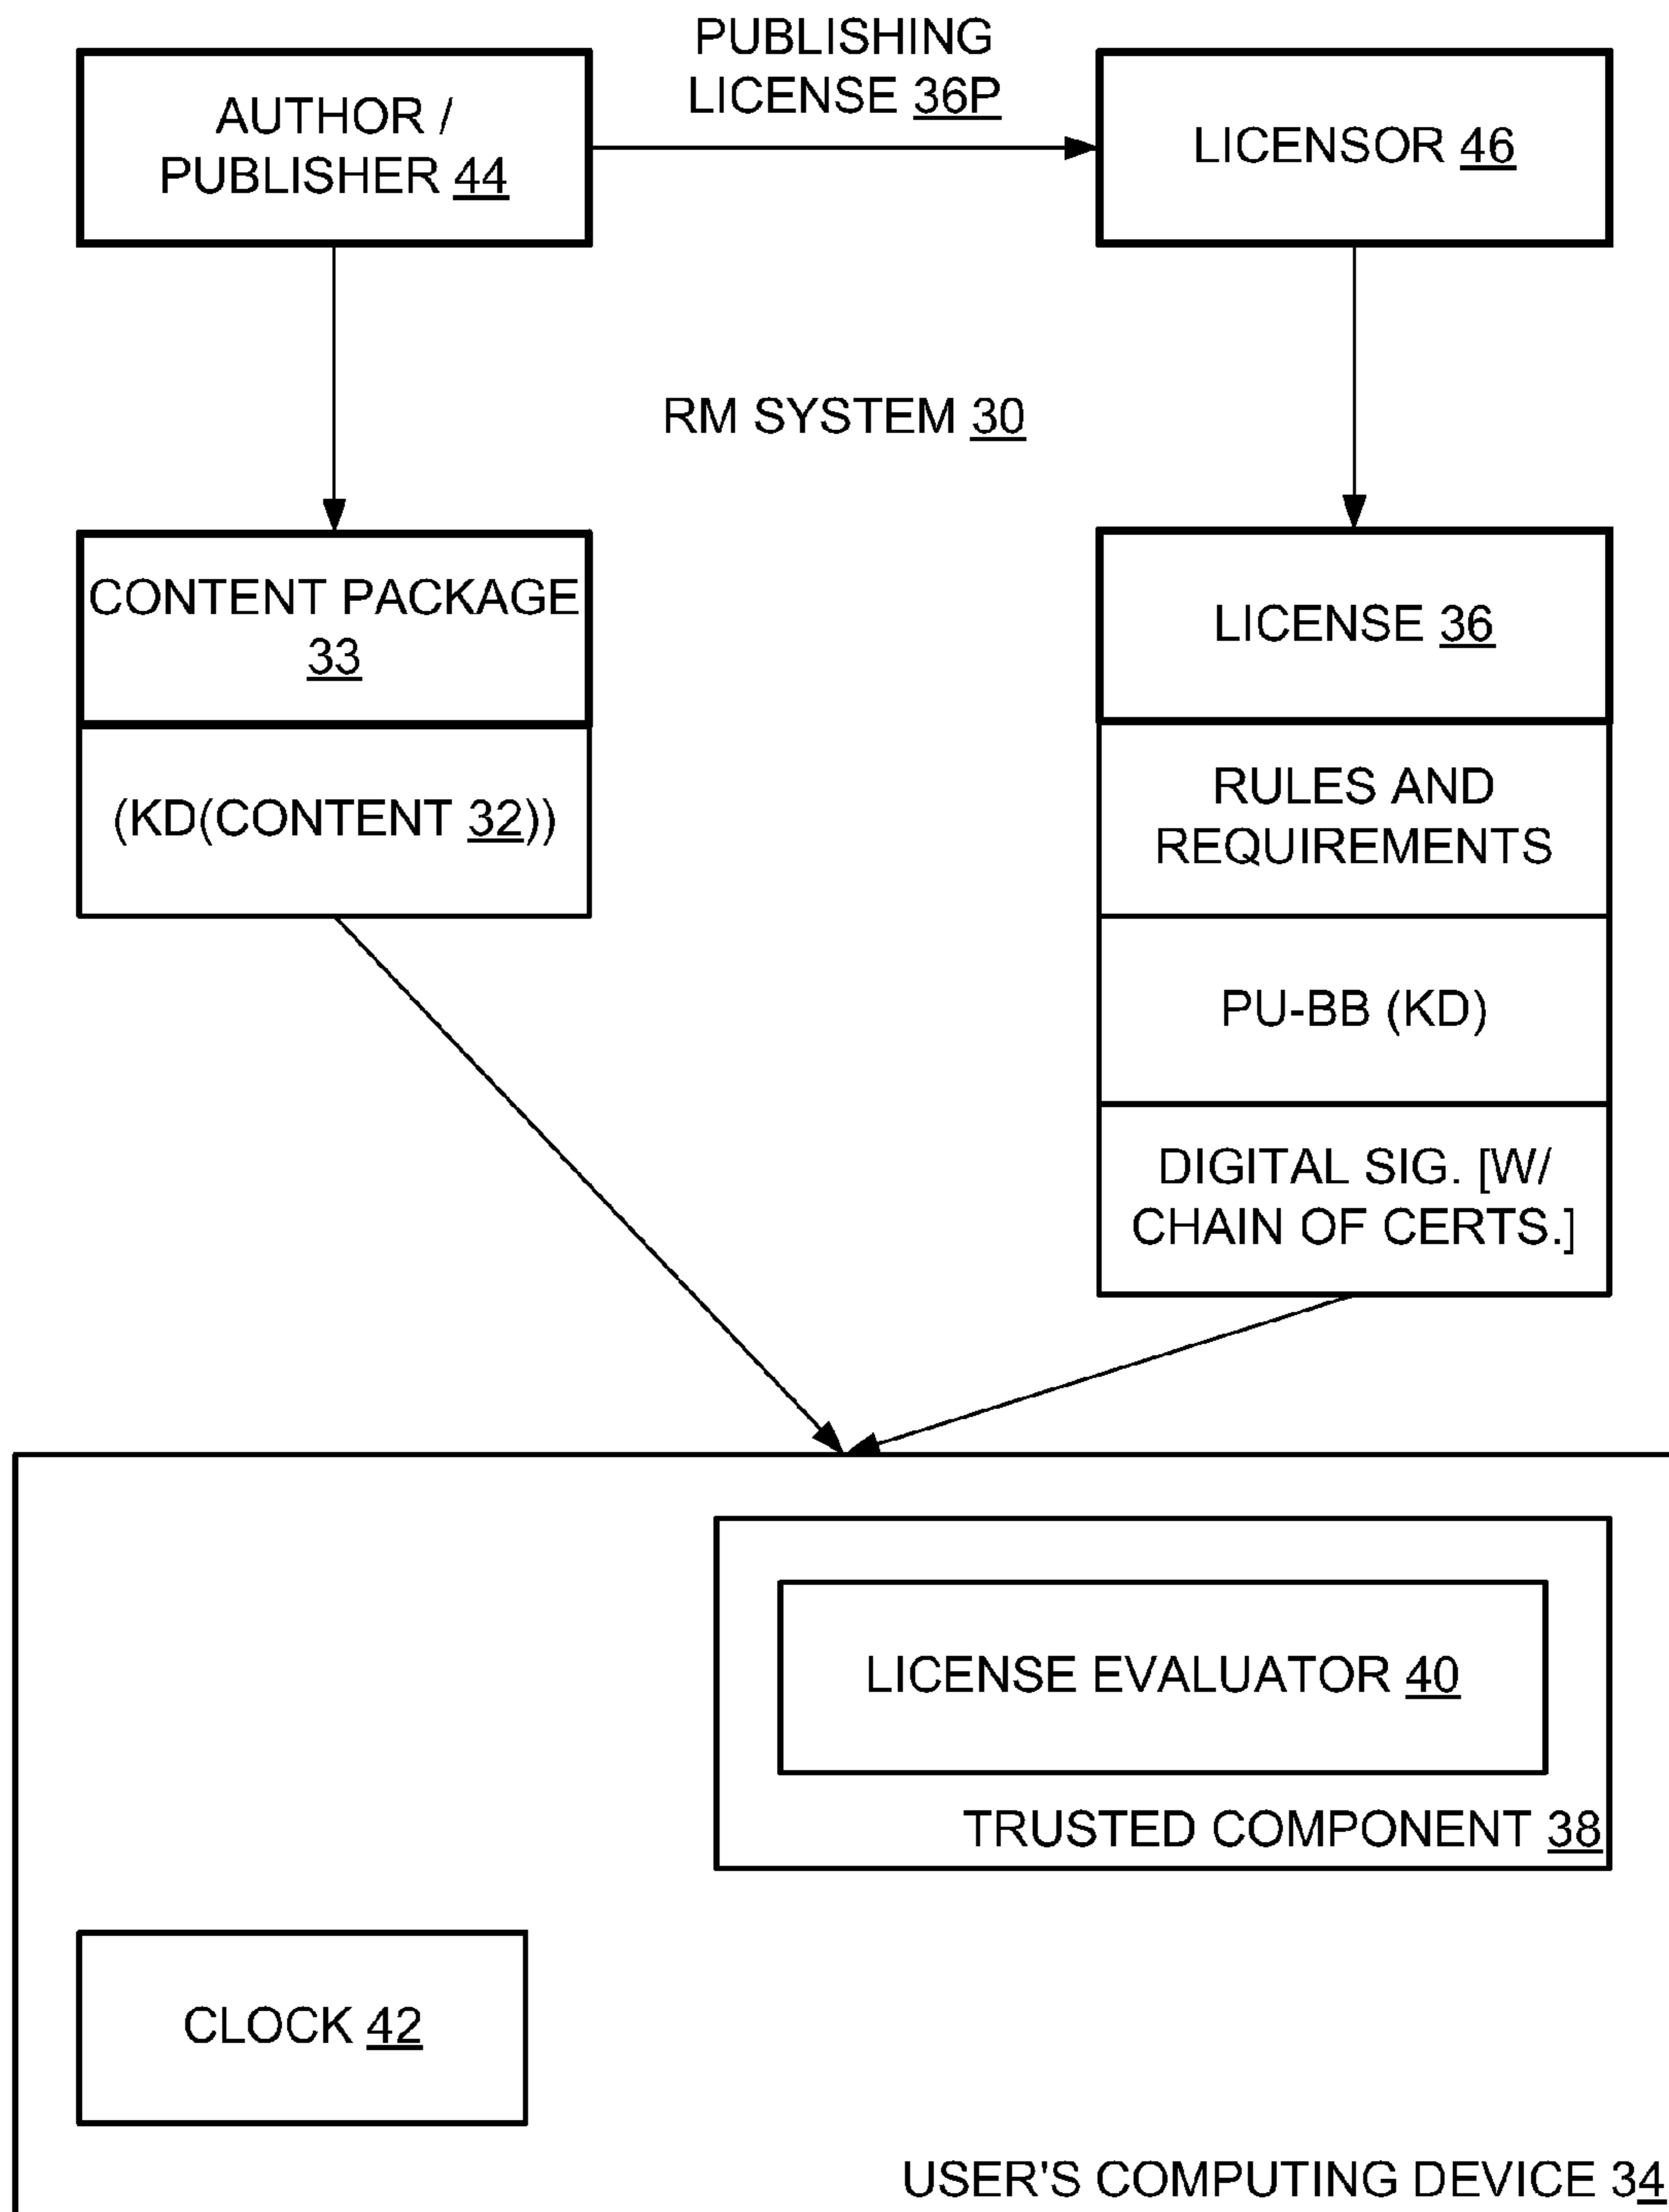 PUBLISHING
LICENSE 36P
AUTHOR /
PUBLISHER 44
LICENSOR 46
RM SYSTEM 30
CONTENT PACKAGE
33
(KD(CONTENT 32))
LICENSE 36
RULES AND
REQUIREMENTS
PU-BB (KD)
DIGITAL SIG. [W/
CHAIN OF CERTS.]
LICENSE EVALUATOR 40
TRUSTED COMPONENT 38
CLOCK 42
USER'S COMPUTING DEVICE 34